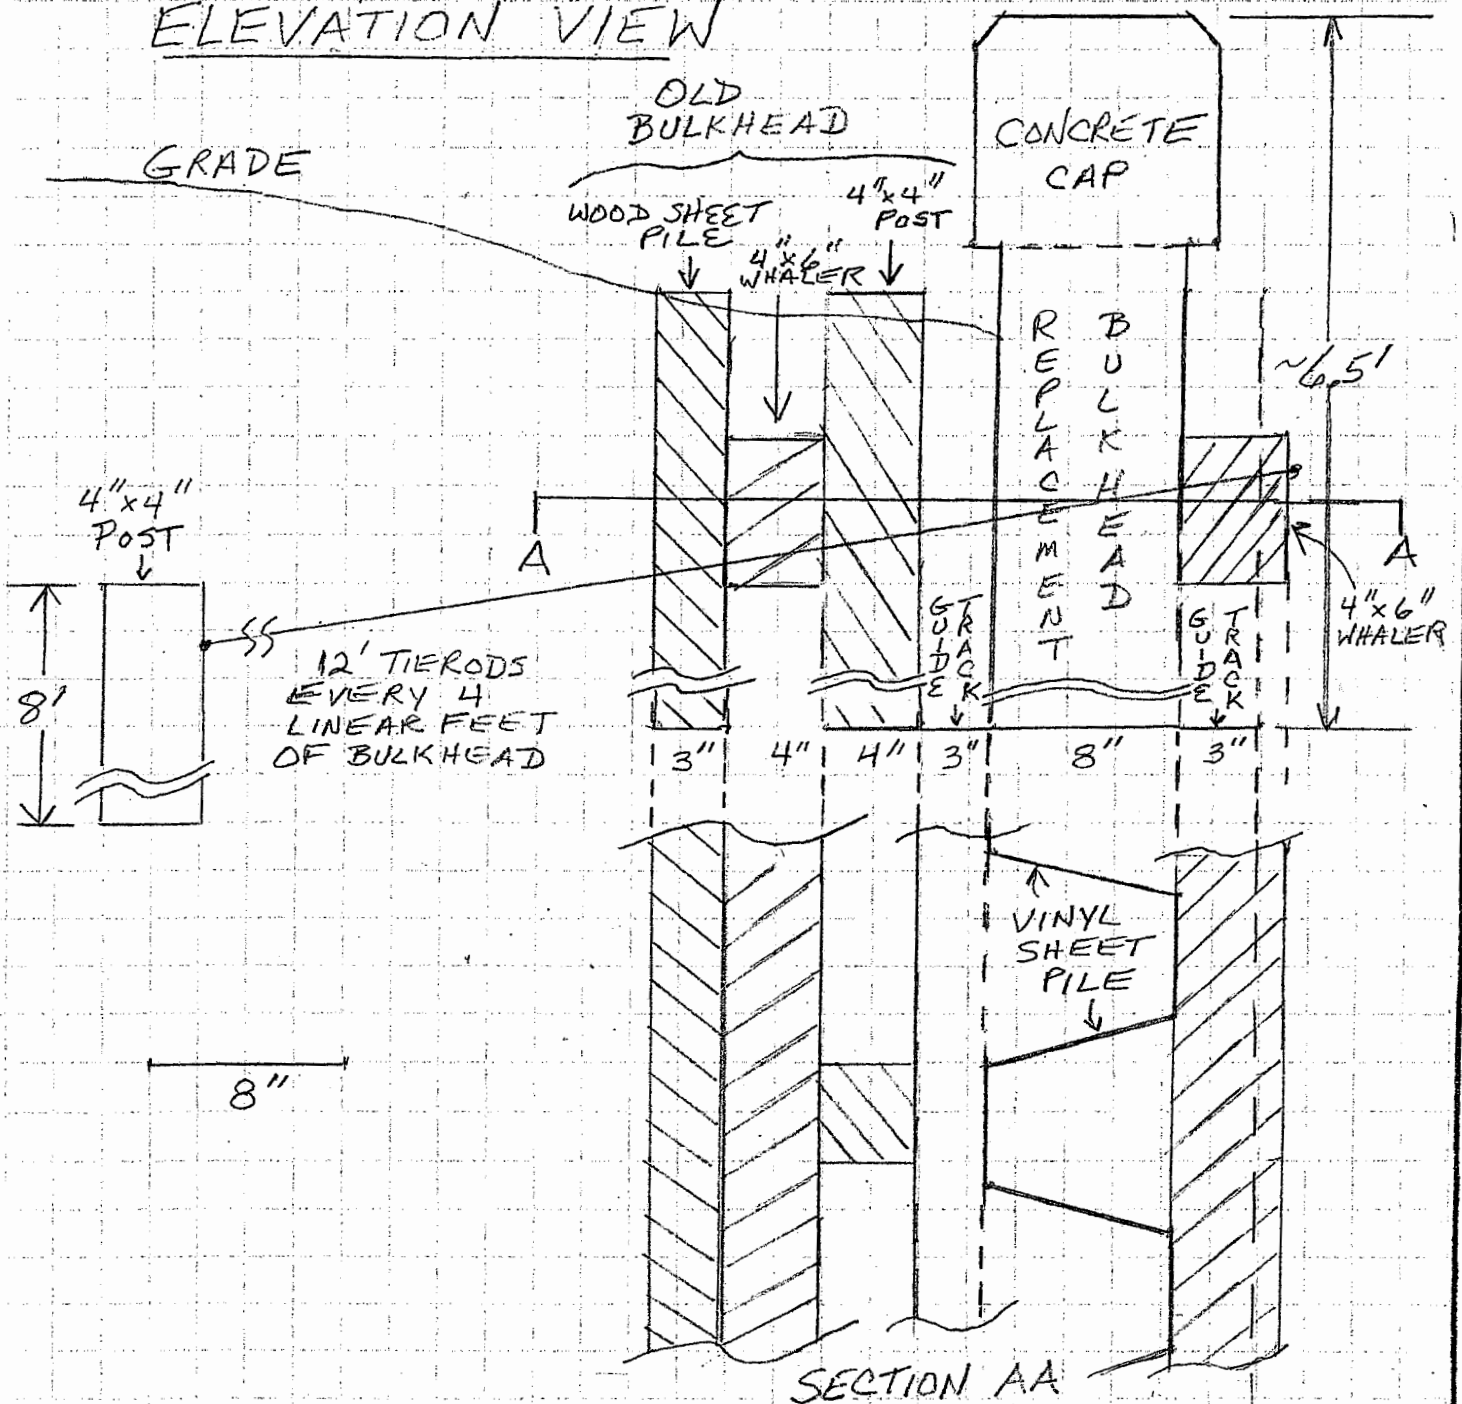 ELEVATION VIEW
OLD
BULKHEAD
CONCRETE
CAP
GRADE
WOOD SHEET
PILE
4"x6"
WHALER
4"x4"
POST
REPLACEMENT
BULKHEAD
~6.5'
4"x4"
POST
A
A
4"x6"
WHALER
GUIDE
TRACK
GUIDE
TRACK
8'
12' TIERODS
EVERY 4
LINEAR FEET
OF BULKHEAD
3" 4" 4" 3" 8" 3"
VINYL
SHEET
PILE
8"
SECTION AA